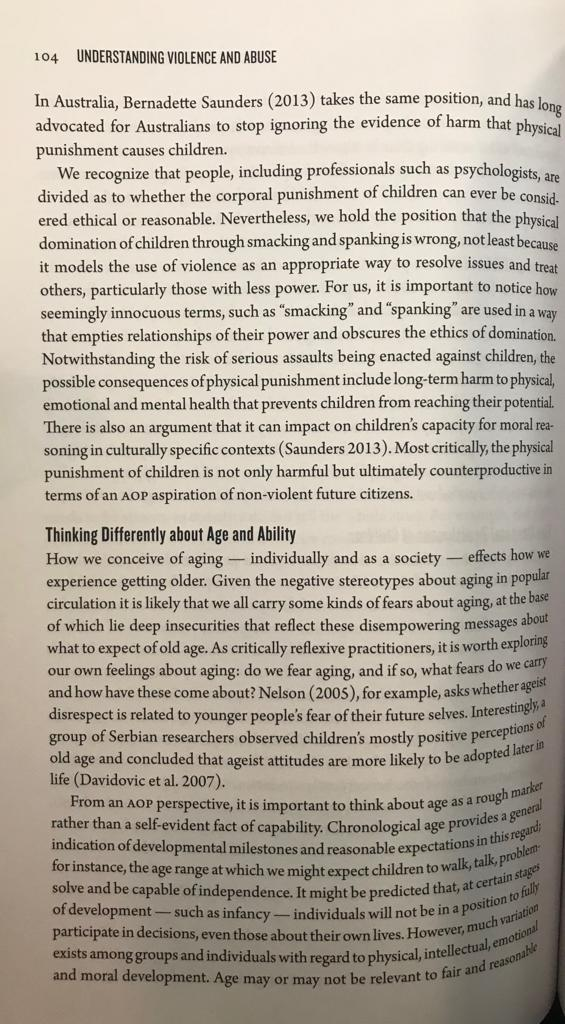 104 UNDERSTANDING VIOLENCE AND ABUSE
In Australia, Bernadette Saunders (2013) takes the same position, and has long
advocated for Australians to stop ignoring the evidence of harm that physical
punishment causes children.
We recognize that people, including professionals such as psychologists, are
divided as to whether the corporal punishment of children can ever be consid-
ered ethical or reasonable. Nevertheless, we hold the position that the physical
domination of children through smacking and spanking is wrong, not least because
it models the use of violence as an appropriate way to resolve issues and treat
others, particularly those with less power. For us, it is important to notice how
seemingly innocuous terms, such as “smacking” and “spanking” are used in a way
that empties relationships of their power and obscures the ethics of domination.
Notwithstanding the risk of serious assaults being enacted against children, the
possible consequences of physical punishment include long-term harm to physical,
emotional and mental health that prevents children from reaching their potential.
There is also an argument that it can impact on children’s capacity for moral rea-
soning in culturally specific contexts (Saunders 2013). Most critically, the physical
punishment of children is not only harmful but ultimately counterproductive in
terms of an AOP aspiration of non-violent future citizens.
Thinking Differently about Age and Ability
How we conceive of aging — individually and as a society — effects how we
experience getting older. Given the negative stereotypes about aging in popular
circulation it is likely that we all carry some kinds of fears about aging, at the base
of which lie deep insecurities that reflect these disempowering messages about
what to expect of old age. As critically reflexive practitioners, it is worth exploring
our own feelings about aging: do we fear aging, and if so, what fears do we carry
and how have these come about? Nelson (2005), for example, asks whether ageist
disrespect is related to younger people’s fear of their future selves. Interestingly, a
group of Serbian researchers observed children’s mostly positive perceptions of
old age and concluded that ageist attitudes are more likely to be adopted later in
life (Davidovic et al. 2007).
From an AOP perspective, it is important to think about age as a rough marker
rather than a self-evident fact of capability. Chronological age provides a general
indication of developmental milestones and reasonable expectations in this regard;
for instance, the age range at which we might expect children to walk, talk, problem-
solve and be capable of independence. It might be predicted that, at certain stages
of development — such as infancy — individuals will not be in a position to fully
participate in decisions, even those about their own lives. However, much variation
exists among groups and individuals with regard to physical, intellectual, emotional
and moral development. Age may or may not be relevant to fair and reasonable